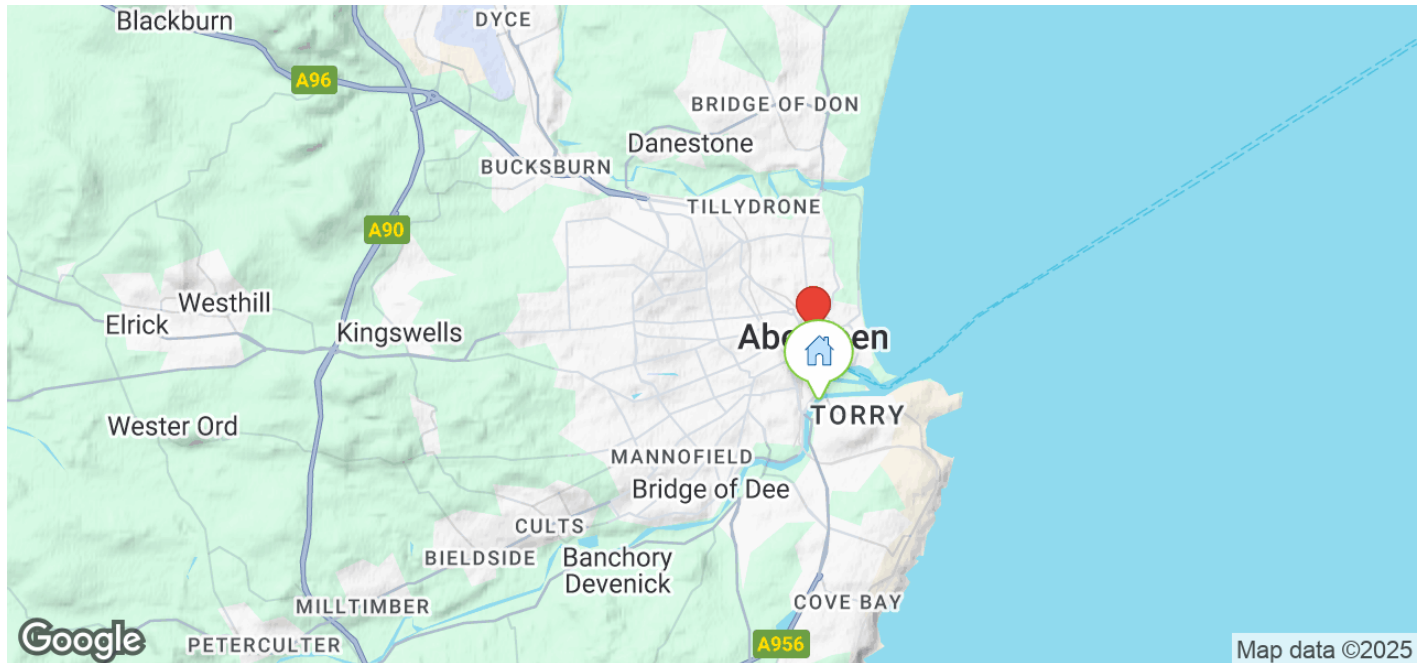 Blackburn
DYCE
A96
BRIDGE OF DON
Danestone
BUCKSBURN
TILLYDRONE
A90
Westhill
Elrick
Kingswells
TORRY
Wester Ord
MANNOFIELD
Bridge of Dee
CULTS
BIELDSIDE
Banchory
Devenick
MILLTIMBER
COVE BAY
PETERCULTER
A956
Google
Map data ©2025